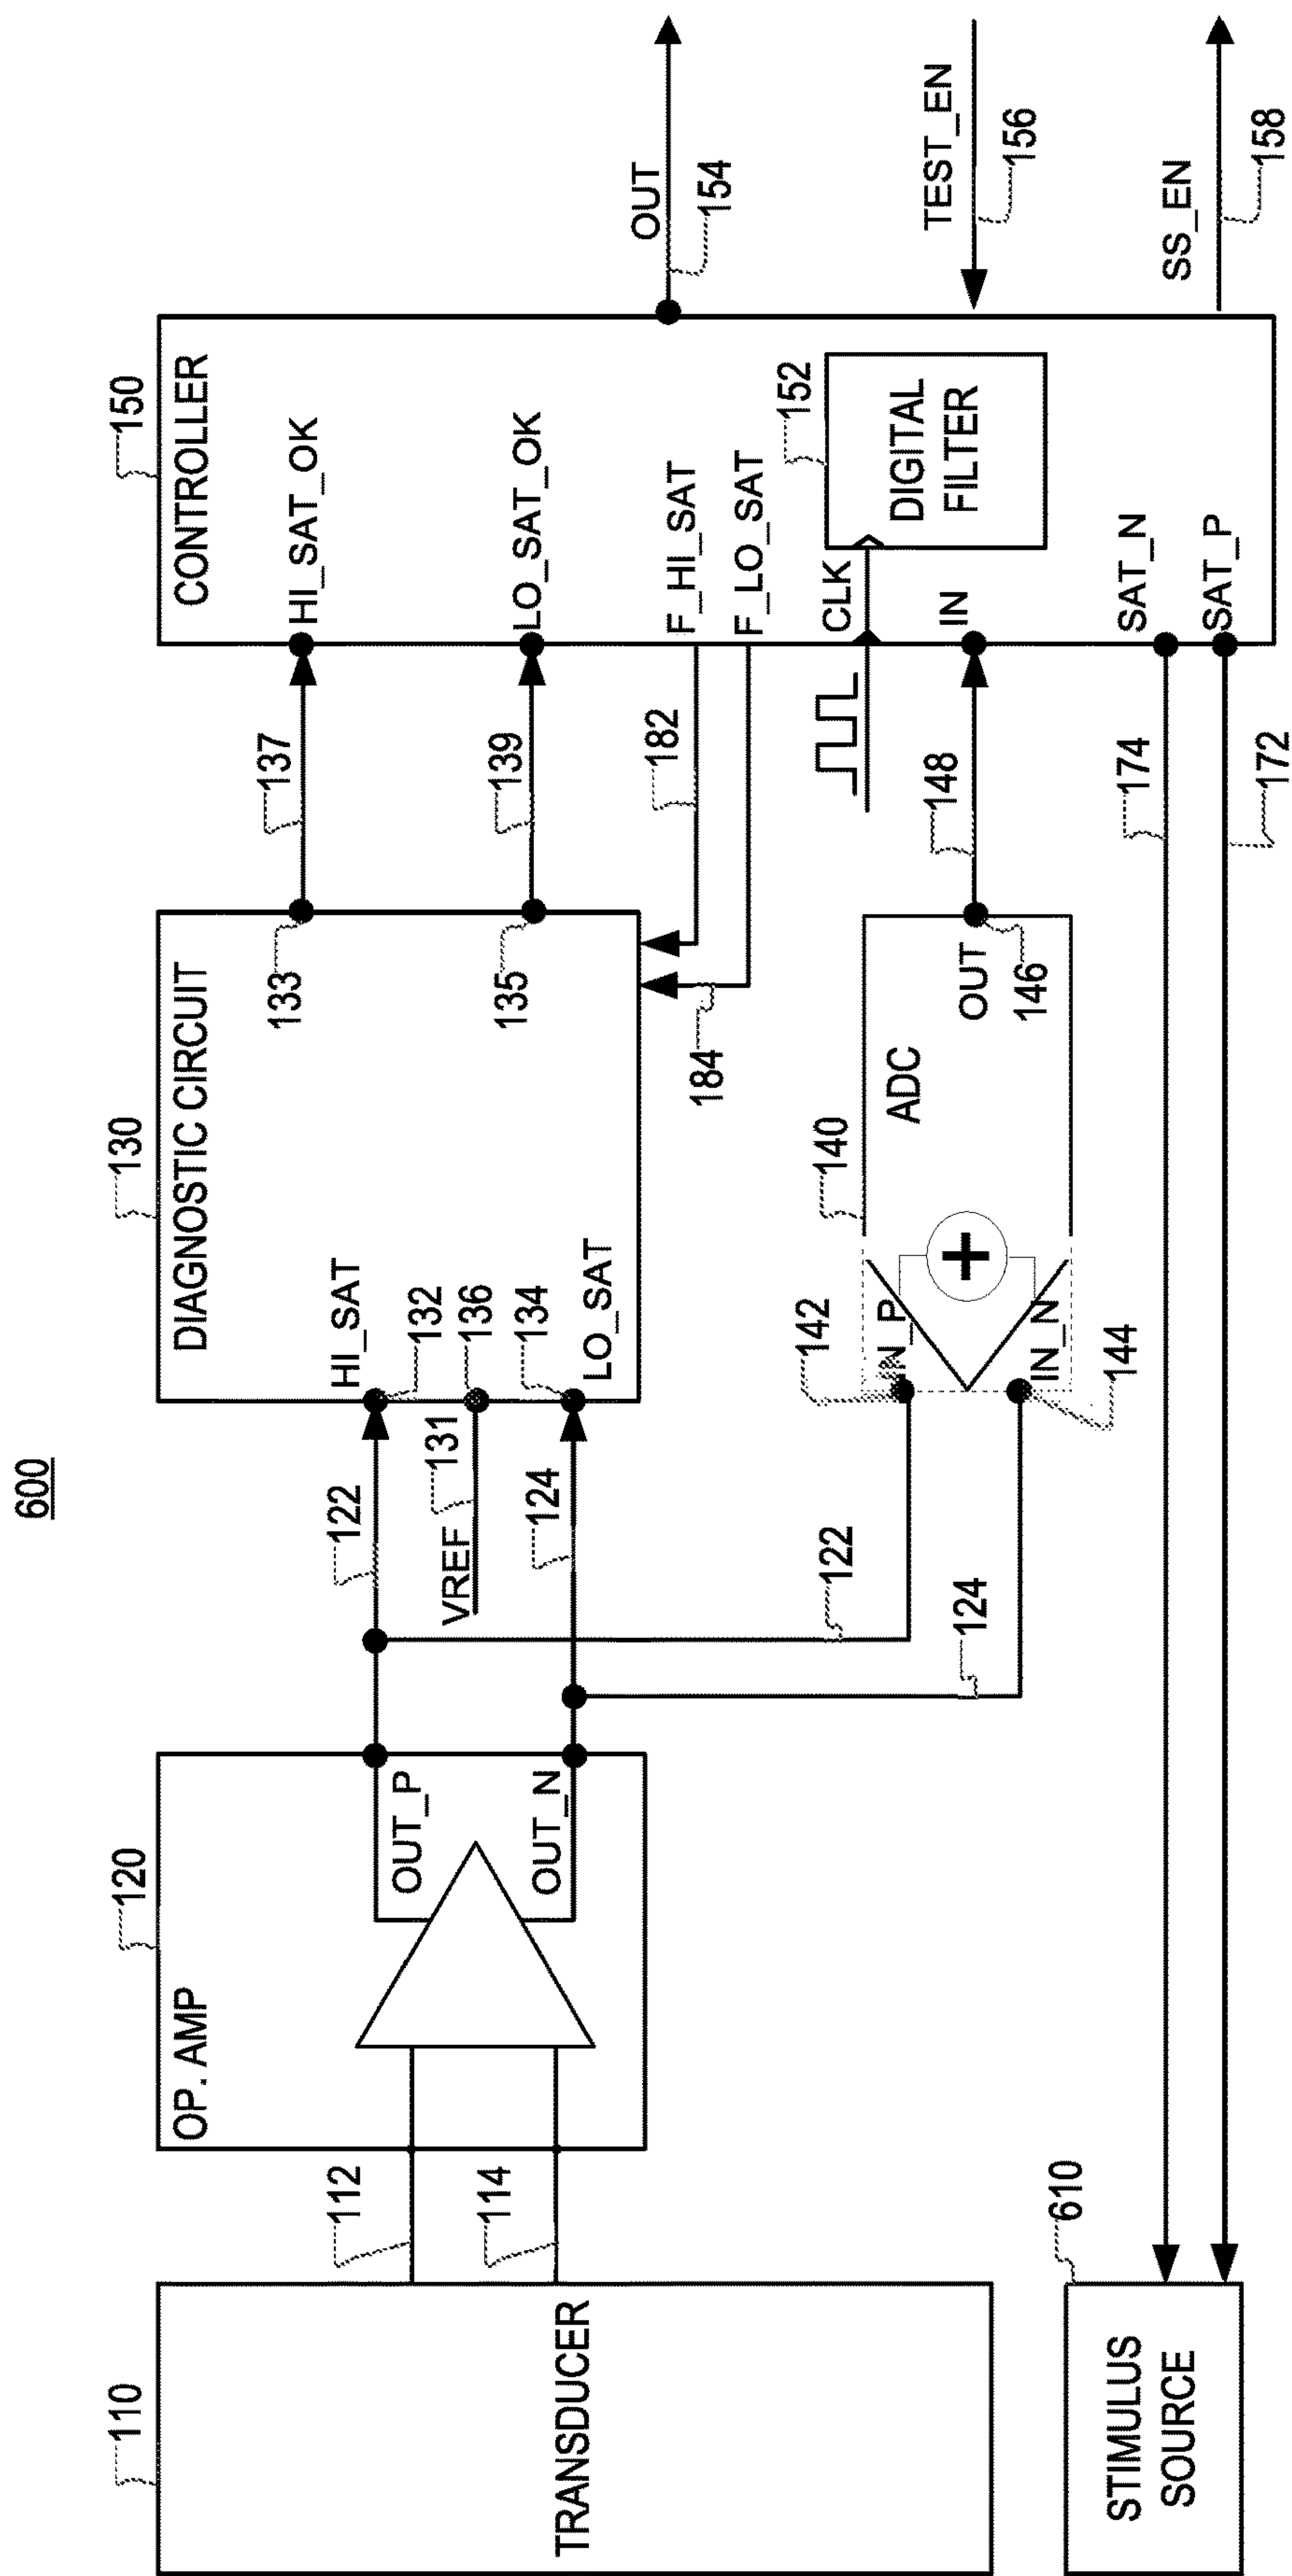 600
110
TRANSDUCER
112
114
120
OP. AMP
OUT_P
OUT_N
122
VREF
131
124
122
124
130
DIAGNOSTIC CIRCUIT
HI_SAT
132
136
134
LO_SAT
133
135
137
139
182
184
140
ADC
142
IN_P
IN_N
144
OUT
146
148
150
CONTROLLER
HI_SAT_OK
LO_SAT_OK
F_HI_SAT
F_LO_SAT
CLK
152
DIGITAL
FILTER
IN
SAT_N
SAT_P
174
172
OUT
154
TEST_EN
156
SS_EN
158
610
STIMULUS
SOURCE